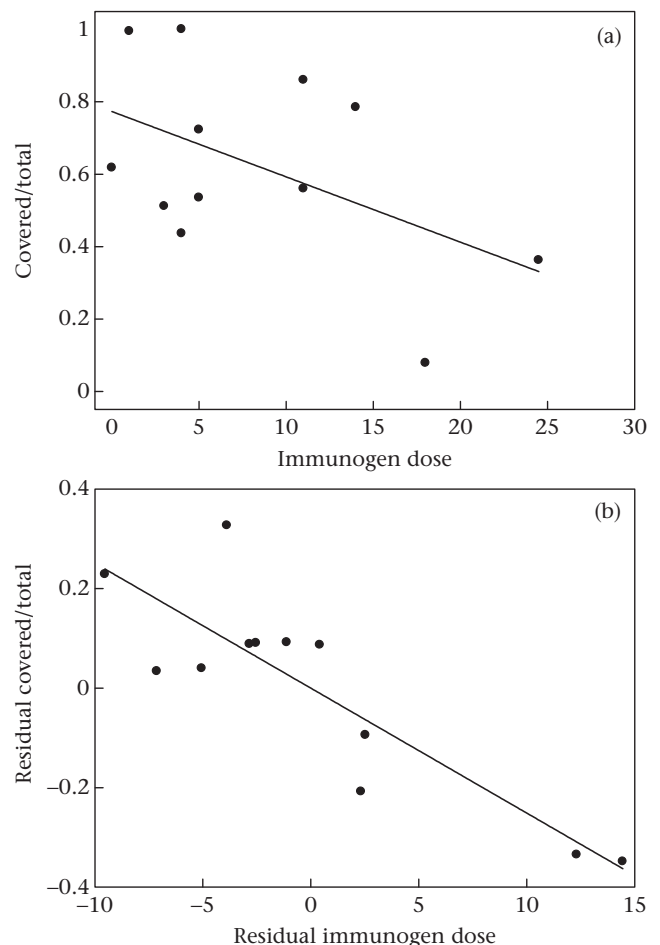 1
(a)
0.8
0.6
0.4
0.2
0
Covered/total
0 5 10 15 20 25 30
Immunogen dose
0.4
(b)
0.2
0
–0.2
–0.4
Residual covered/total
–10 –5 0 5 10 15
Residual immunogen dose